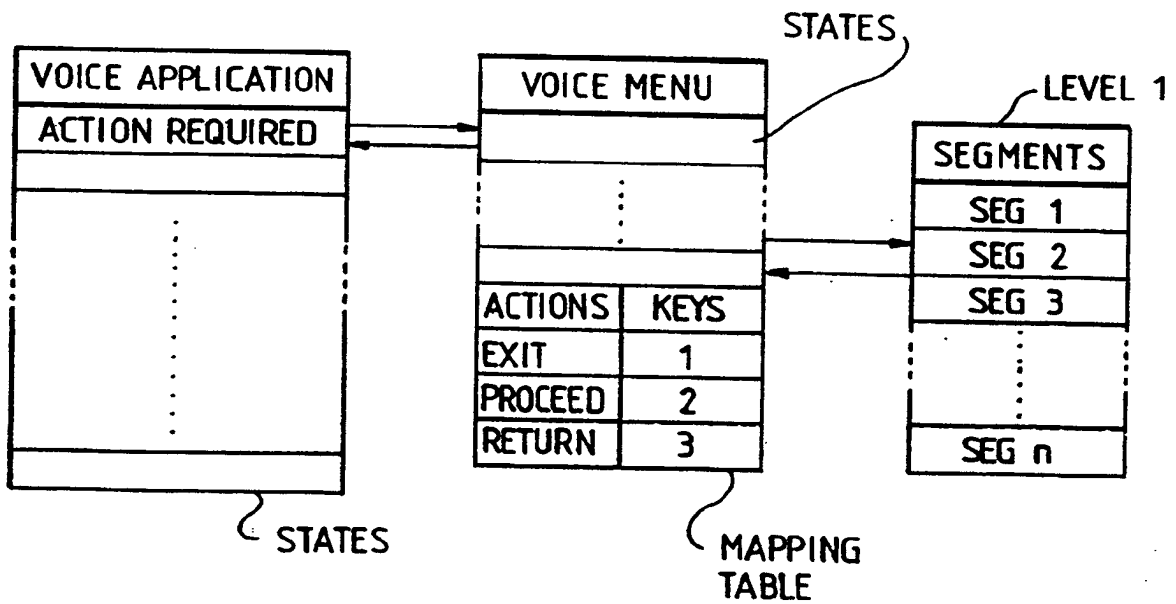 STATES
VOICE APPLICATION
ACTION REQUIRED
STATES
VOICE MENU
ACTIONS KEYS
EXIT 1
PROCEED 2
RETURN 3
MAPPING
TABLE
LEVEL 1
SEGMENTS
SEG 1
SEG 2
SEG 3
SEG n